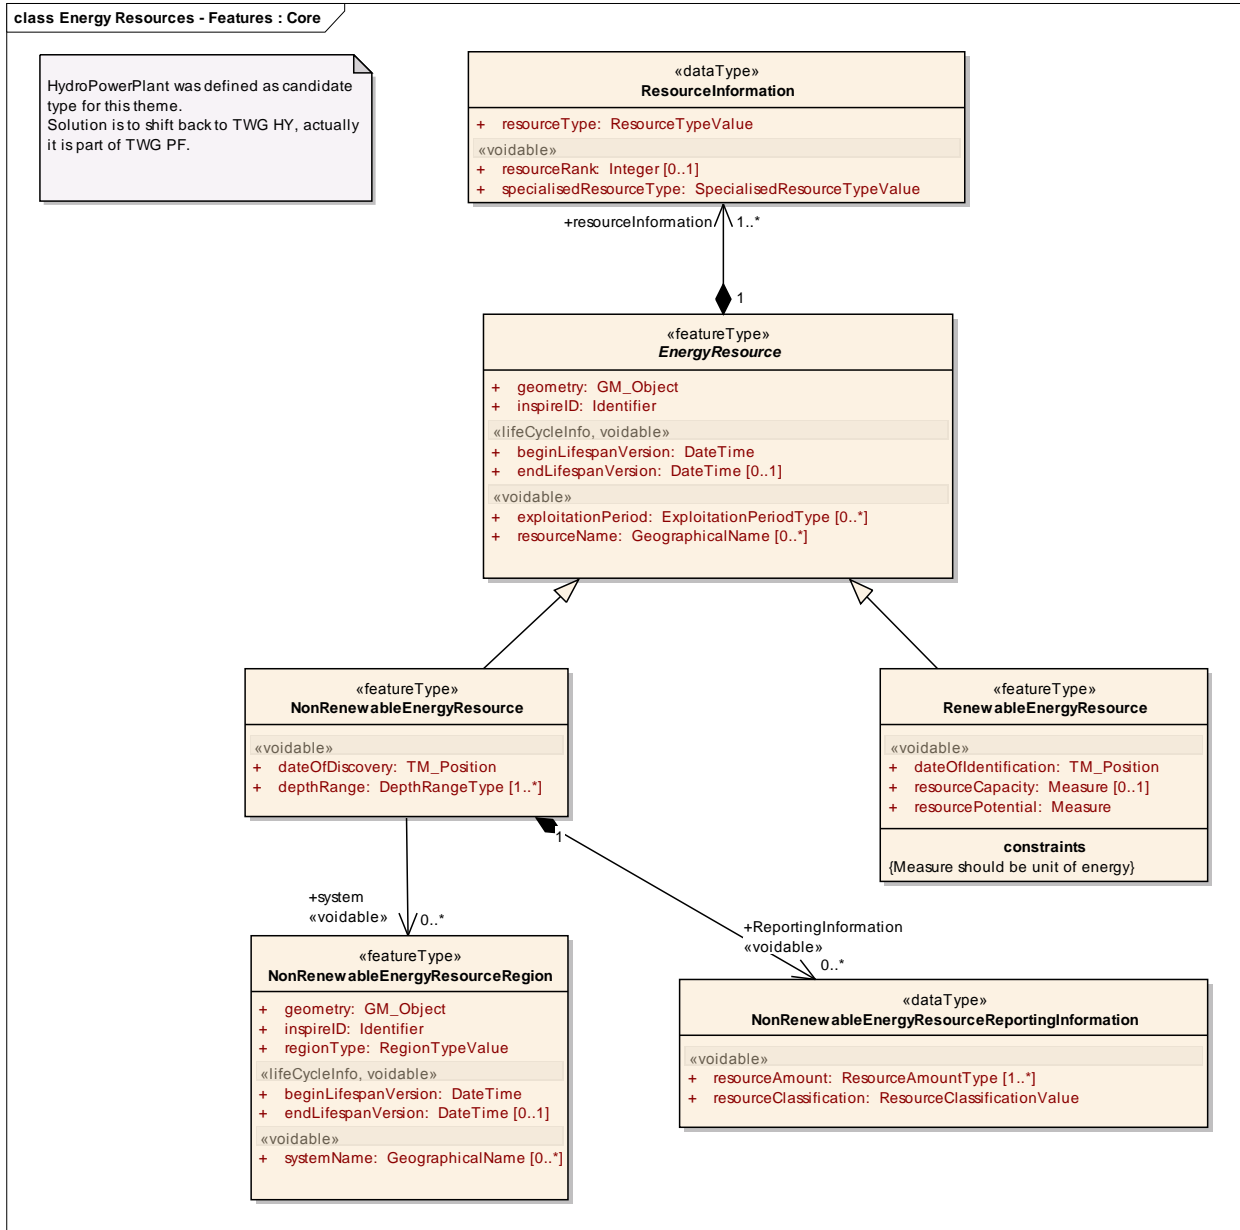 class Energy Resources - Features : Core
HydroPowerPlant was defined as candidate
type for this theme.
Solution is to shift back to TWG HY, actually
it is part of TWG PF.
«dataType»
ResourceInformation
+ resourceType: ResourceTypeValue
«voidable»
+ resourceRank: Integer [0..1]
+ specialisedResourceType: SpecialisedResourceTypeValue
+resourceInformation 1..*
1
«featureType»
EnergyResource
+ geometry: GM_Object
+ inspireID: Identifier
«lifeCycleInfo, voidable»
+ beginLifespanVersion: DateTime
+ endLifespanVersion: DateTime [0..1]
«voidable»
+ exploitationPeriod: ExploitationPeriodType [0..*]
+ resourceName: GeographicalName [0..*]
«featureType»
NonRenewableEnergyResource
«voidable»
+ dateOfDiscovery: TM_Position
+ depthRange: DepthRangeType [1..*]
«featureType»
RenewableEnergyResource
«voidable»
+ dateOfIdentification: TM_Position
+ resourceCapacity: Measure [0..1]
+ resourcePotential: Measure
constraints
{Measure should be unit of energy}
1
+system
«voidable» 0..*
+ReportingInformation
«voidable»
0..*
«featureType»
NonRenewableEnergyResourceRegion
+ geometry: GM_Object
+ inspireID: Identifier
+ regionType: RegionTypeValue
«lifeCycleInfo, voidable»
+ beginLifespanVersion: DateTime
+ endLifespanVersion: DateTime [0..1]
«voidable»
+ systemName: GeographicalName [0..*]
«dataType»
NonRenewableEnergyResourceReportingInformation
«voidable»
+ resourceAmount: ResourceAmountType [1..*]
+ resourceClassification: ResourceClassificationValue